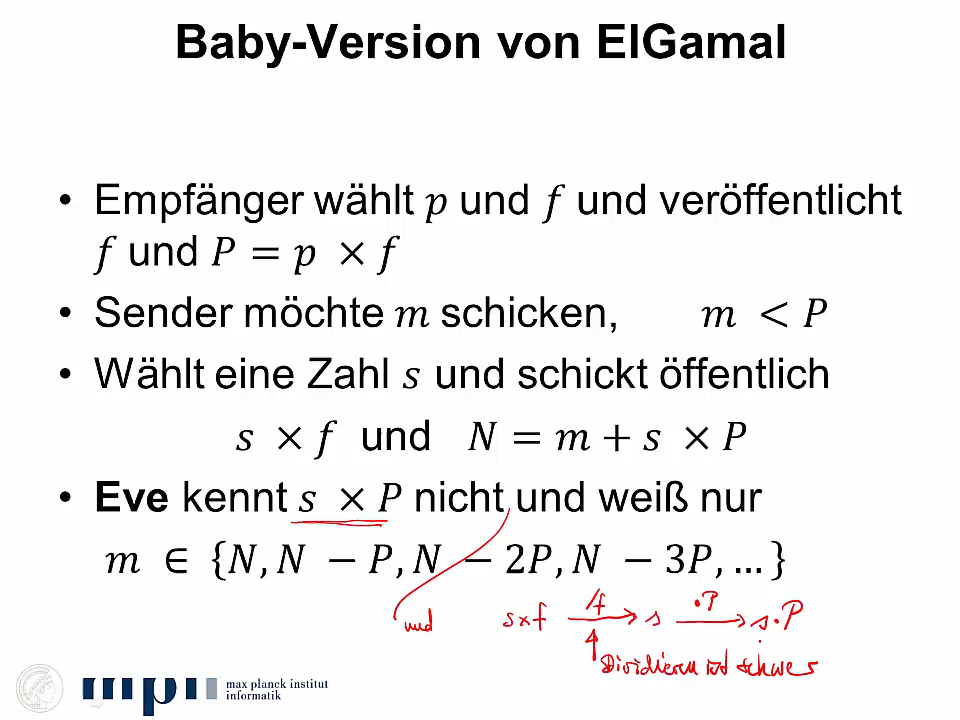 Baby-Version von ElGamal
• Empfänger wählt p und f und veröffentlicht
f und P = p × f
• Sender möchte m schicken, m < P
• Wählt eine Zahl s und schickt öffentlich
s × f und N = m + s × P
• Eve kennt s × P nicht und weiß nur
m ∈ {N, N − P, N − 2P, N − 3P, … }
und s×f /f → s ·P → s·P
Dividieren ist schwer
max planck institut
informatik